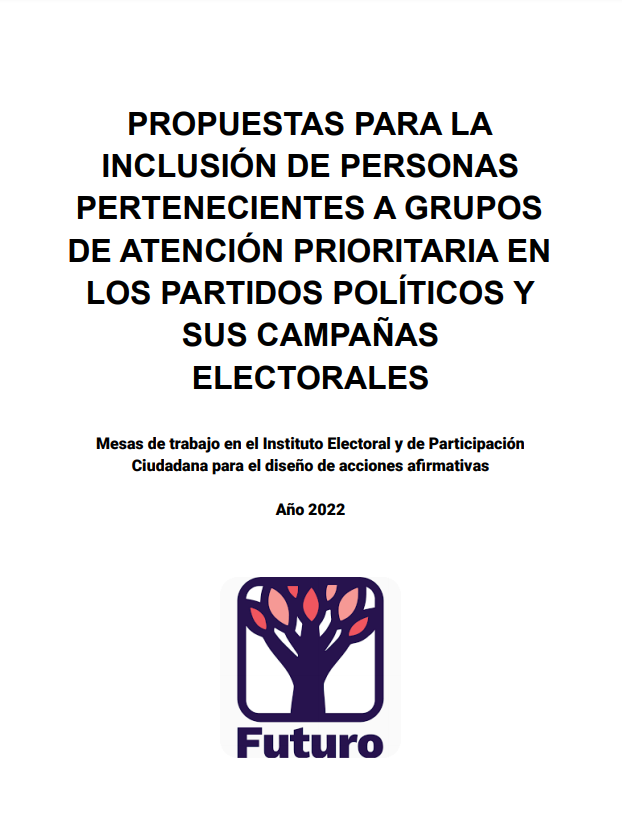 PROPUESTAS PARA LA
INCLUSIÓN DE PERSONAS
PERTENECIENTES A GRUPOS
DE ATENCIÓN PRIORITARIA EN
LOS PARTIDOS POLÍTICOS Y
SUS CAMPAÑAS
ELECTORALES
Mesas de trabajo en el Instituto Electoral y de Participación
Ciudadana para el diseño de acciones afirmativas
Año 2022
Futuro